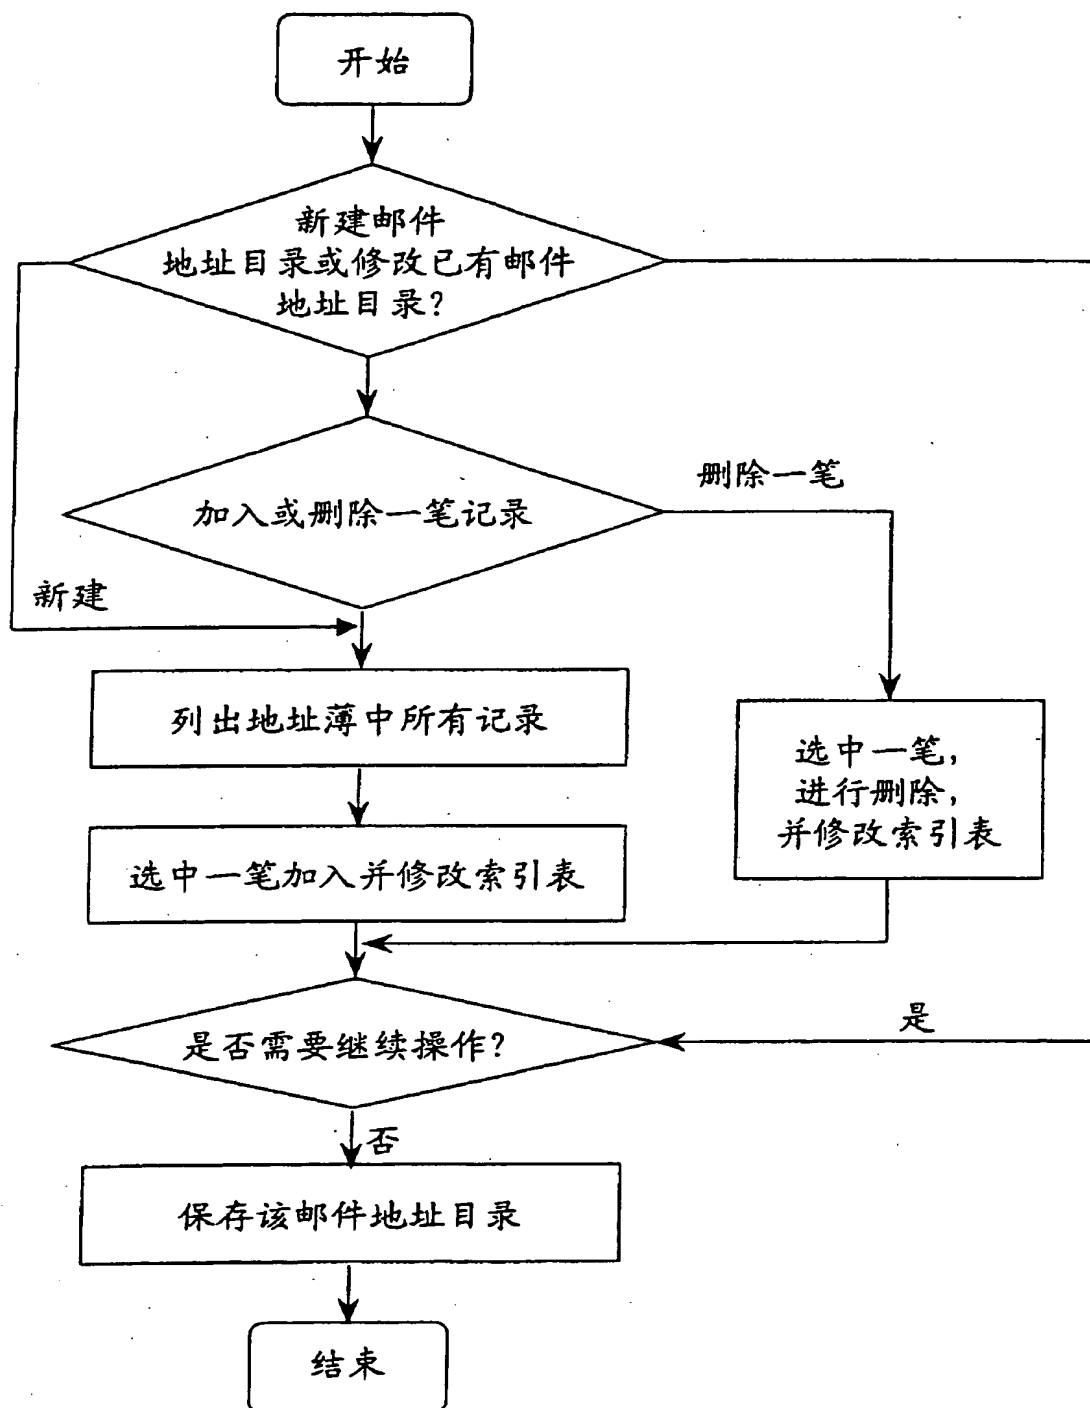 开始
新建邮件
地址目录或修改已有邮件
地址目录?
加入或删除一笔记录
删除一笔
新建
列出地址薄中所有记录
选中一笔,
进行删除,
并修改索引表
选中一笔加入并修改索引表
是否需要继续操作?
是
否
保存该邮件地址目录
结束